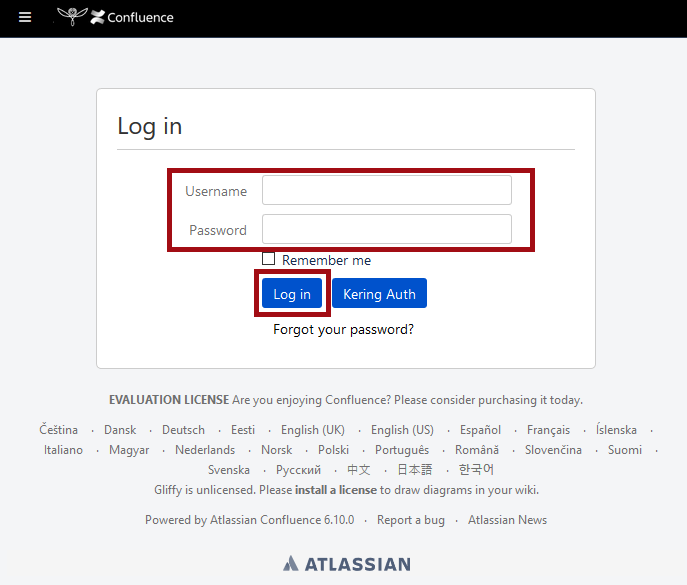 Confluence
Log in
Username
Password
Remember me
Log in Kering Auth
Forgot your password?
EVALUATION LICENSE Are you enjoying Confluence? Please consider purchasing it today.
Čeština · Dansk · Deutsch · Eesti · English (UK) · English (US) · Español · Français · Íslenska ·
Italiano · Magyar · Nederlands · Norsk · Polski · Português · Română · Slovenčina · Suomi ·
Svenska · Русский · 中文 · 日本語 · 한국어
Gliffy is unlicensed. Please install a license to draw diagrams in your wiki.
Powered by Atlassian Confluence 6.10.0 · Report a bug · Atlassian News
ATLASSIAN